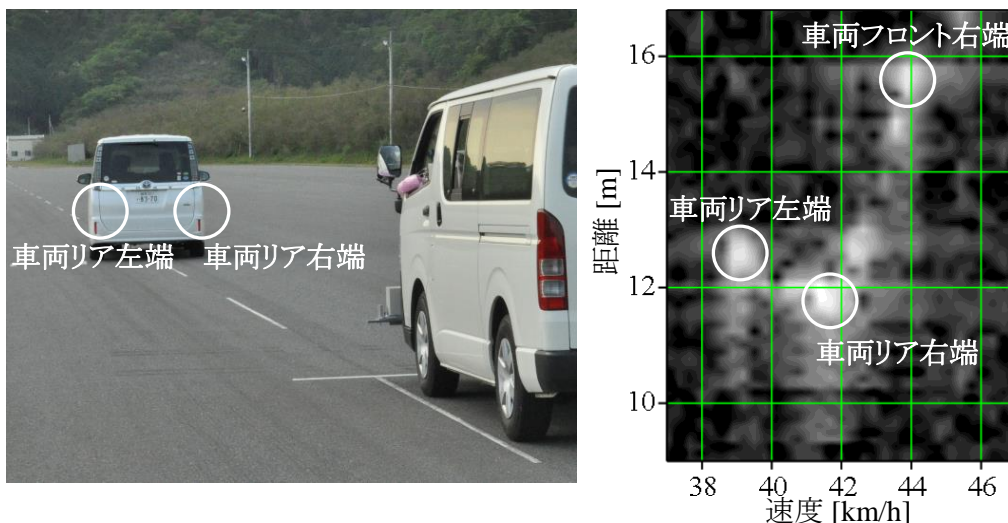 車両リア左端
車両リア右端
車両フロント右端
車両リア左端
車両リア右端
距離 [m]
16
14
12
10
38
40
42
44
46
速度 [km/h]